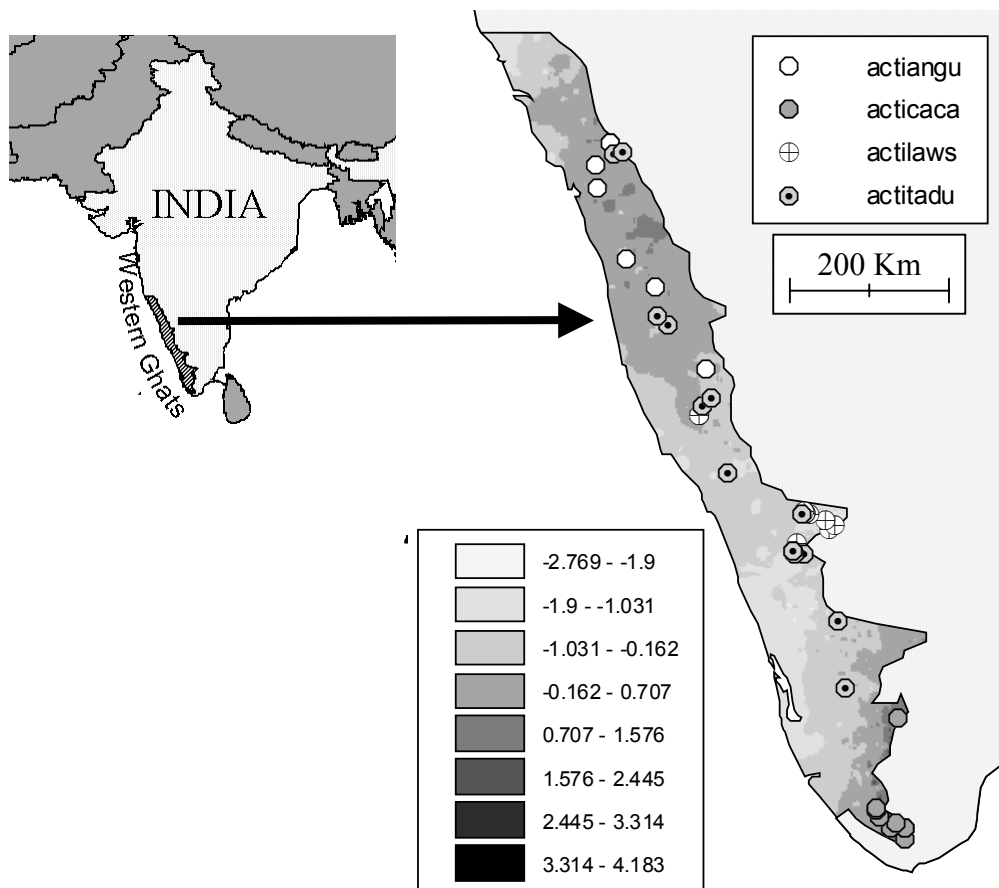 INDIA
Western Ghats
actiangu
acticaca
actilaws
actitadu
200 Km
-2.769 - -1.9
-1.9 - -1.031
-1.031 - -0.162
-0.162 - 0.707
0.707 - 1.576
1.576 - 2.445
2.445 - 3.314
3.314 - 4.183